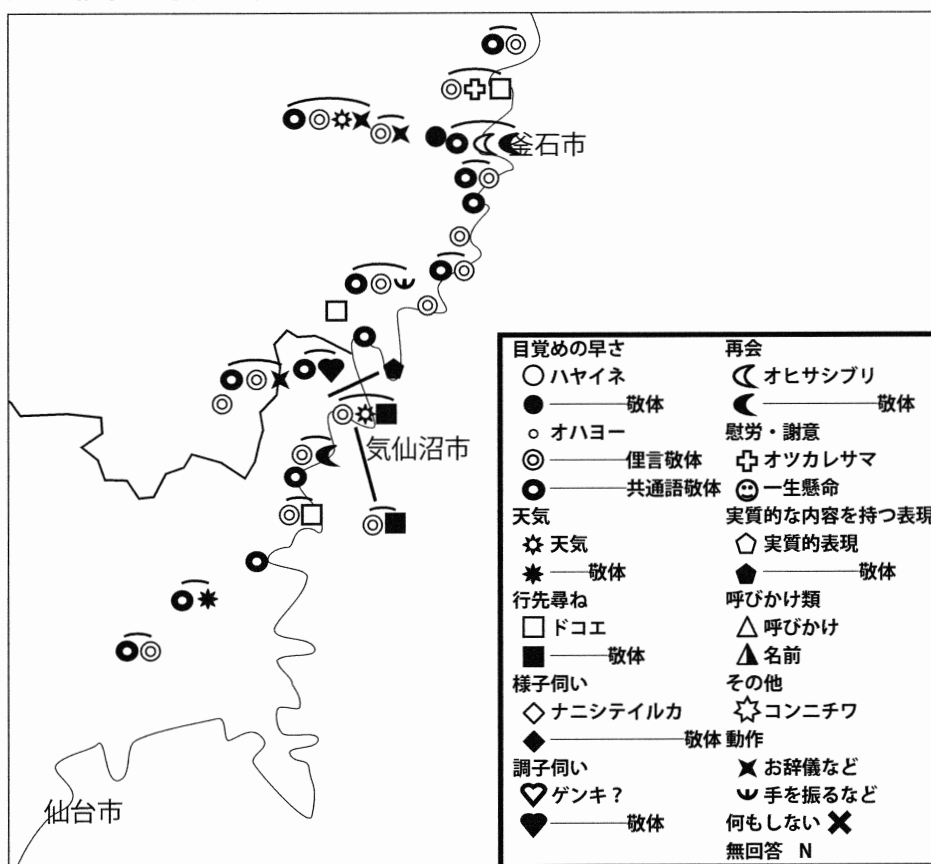 釜石市
気仙沼市
仙台市
目覚めの早さ
ハヤイネ
———敬体
オハヨー
———俚言敬体
———共通語敬体
天気
天気
———敬体
行先尋ね
ドコエ
———敬体
様子伺い
ナニシテイルカ
———敬体
調子伺い
ゲンキ？
———敬体
再会
オヒサシブリ
———敬体
慰労・謝意
オツカレサマ
一生懸命
実質的な内容を持つ表現
実質的表現
———敬体
呼びかけ類
呼びかけ
名前
その他
コンニチワ
動作
お辞儀など
手を振るなど
何もしない
無回答 N